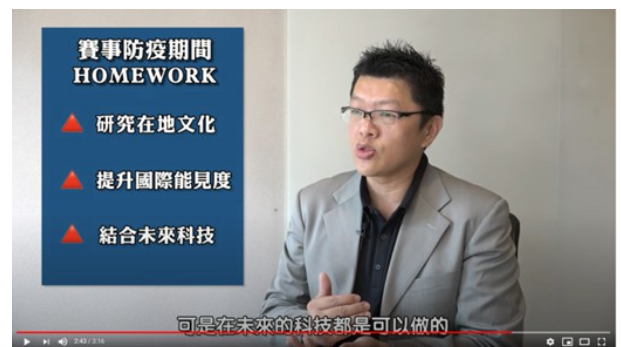 賽事防疫期間
HOMEWORK
研究在地文化
提升國際能見度
結合未來科技
可是在未來的科技都是可以做的
2:43 / 3:16